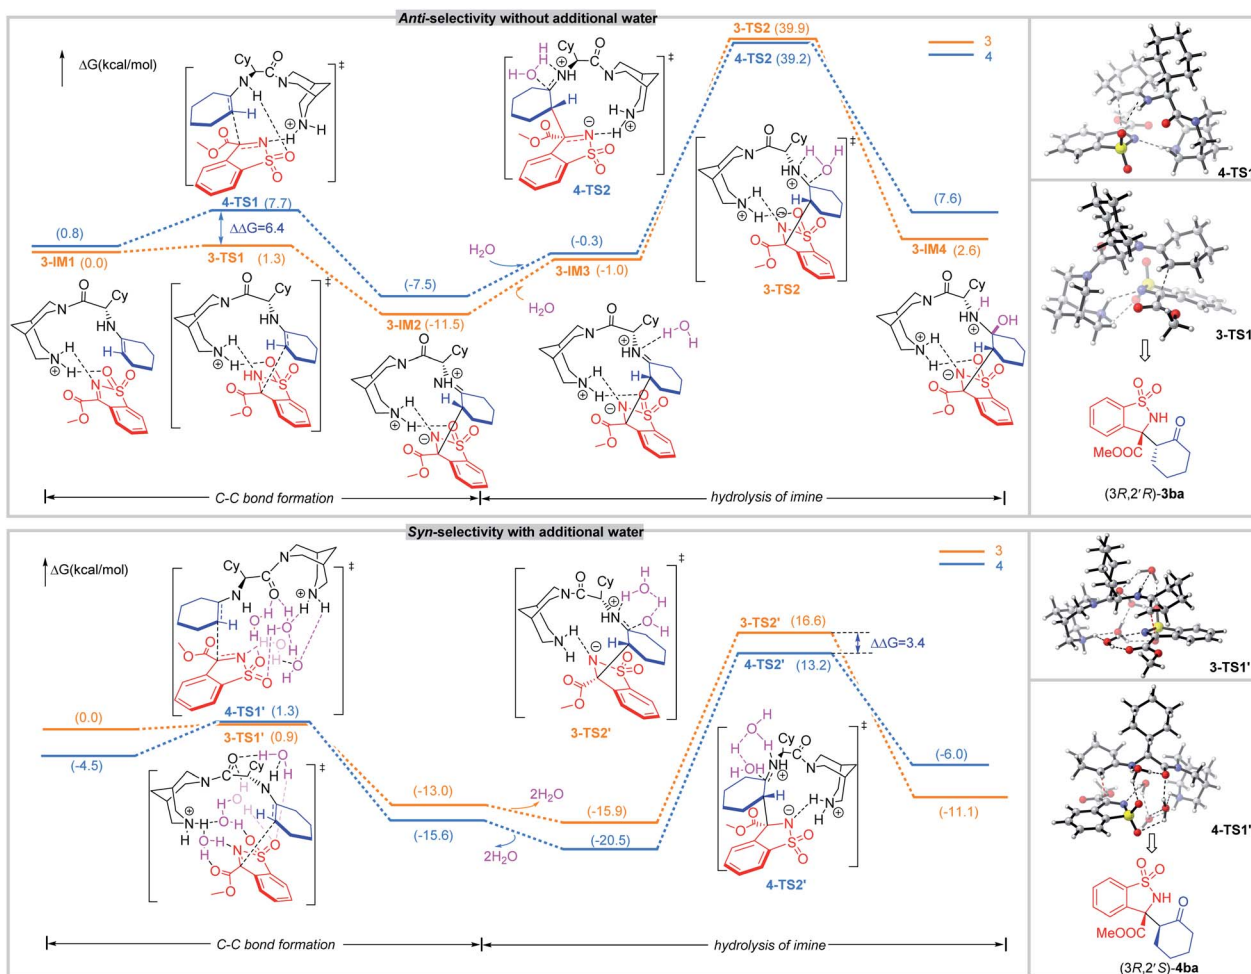 Anti-selectivity without additional water
ΔG(kcal/mol)
3
4
Cy
4-TS1 (7.7)
ΔΔG=6.4
3-TS1 (1.3)
(0.8)
3-IM1 (0.0)
(-7.5)
3-IM2 (-11.5)
H₂O
H₂O
(-0.3)
3-IM3 (-1.0)
4-TS2
3-TS2 (39.9)
4-TS2 (39.2)
3-TS2
(7.6)
3-IM4 (2.6)
C-C bond formation
hydrolysis of imine
4-TS1
3-TS1
MeOOC
(3R,2'R)-3ba
Syn-selectivity with additional water
ΔG(kcal/mol)
3
4
(0.0)
(-4.5)
4-TS1' (1.3)
3-TS1' (0.9)
(-13.0)
(-15.6)
2H₂O
2H₂O
(-15.9)
(-20.5)
3-TS2'
3-TS2' (16.6)
4-TS2' (13.2)
ΔΔG=3.4
4-TS2'
(-6.0)
(-11.1)
C-C bond formation
hydrolysis of imine
3-TS1'
4-TS1'
MeOOC
(3R,2'S)-4ba